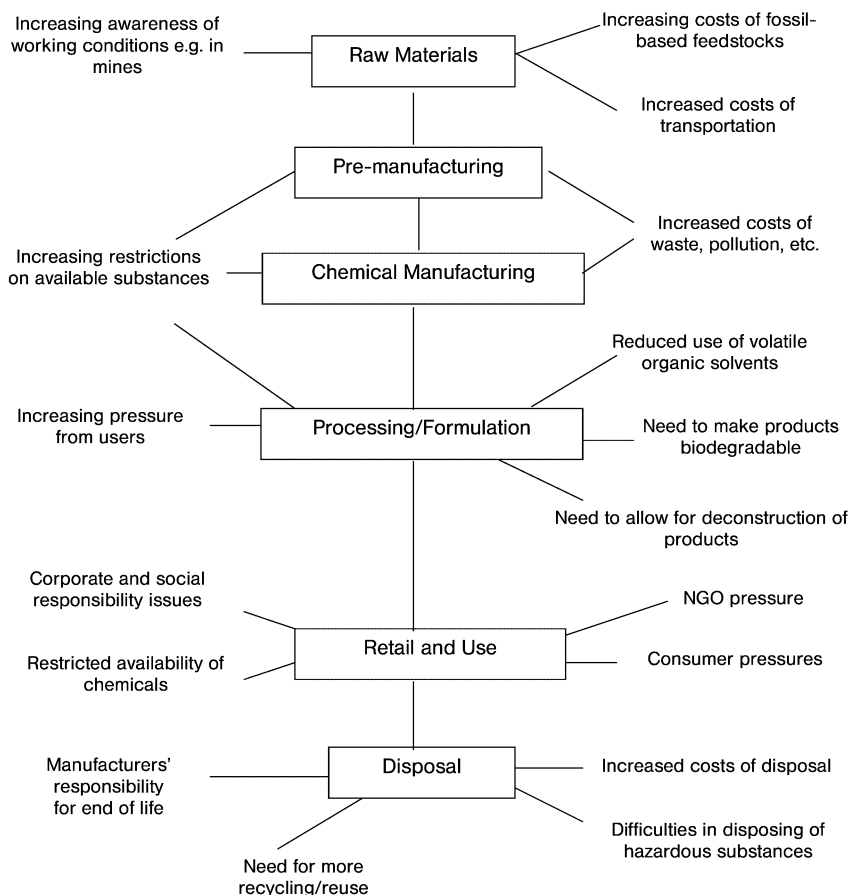 Increasing awareness of
working conditions e.g. in
mines
Raw Materials
Increasing costs of fossil-
based feedstocks
Increased costs of
transportation
Pre-manufacturing
Increasing restrictions
on available substances
Increased costs of
waste, pollution, etc.
Chemical Manufacturing
Reduced use of volatile
organic solvents
Increasing pressure
from users
Processing/Formulation
Need to make products
biodegradable
Need to allow for deconstruction of
products
Corporate and social
responsibility issues
NGO pressure
Retail and Use
Restricted availability of
chemicals
Consumer pressures
Manufacturers'
responsibility
for end of life
Disposal
Increased costs of disposal
Difficulties in disposing of
hazardous substances
Need for more
recycling/reuse